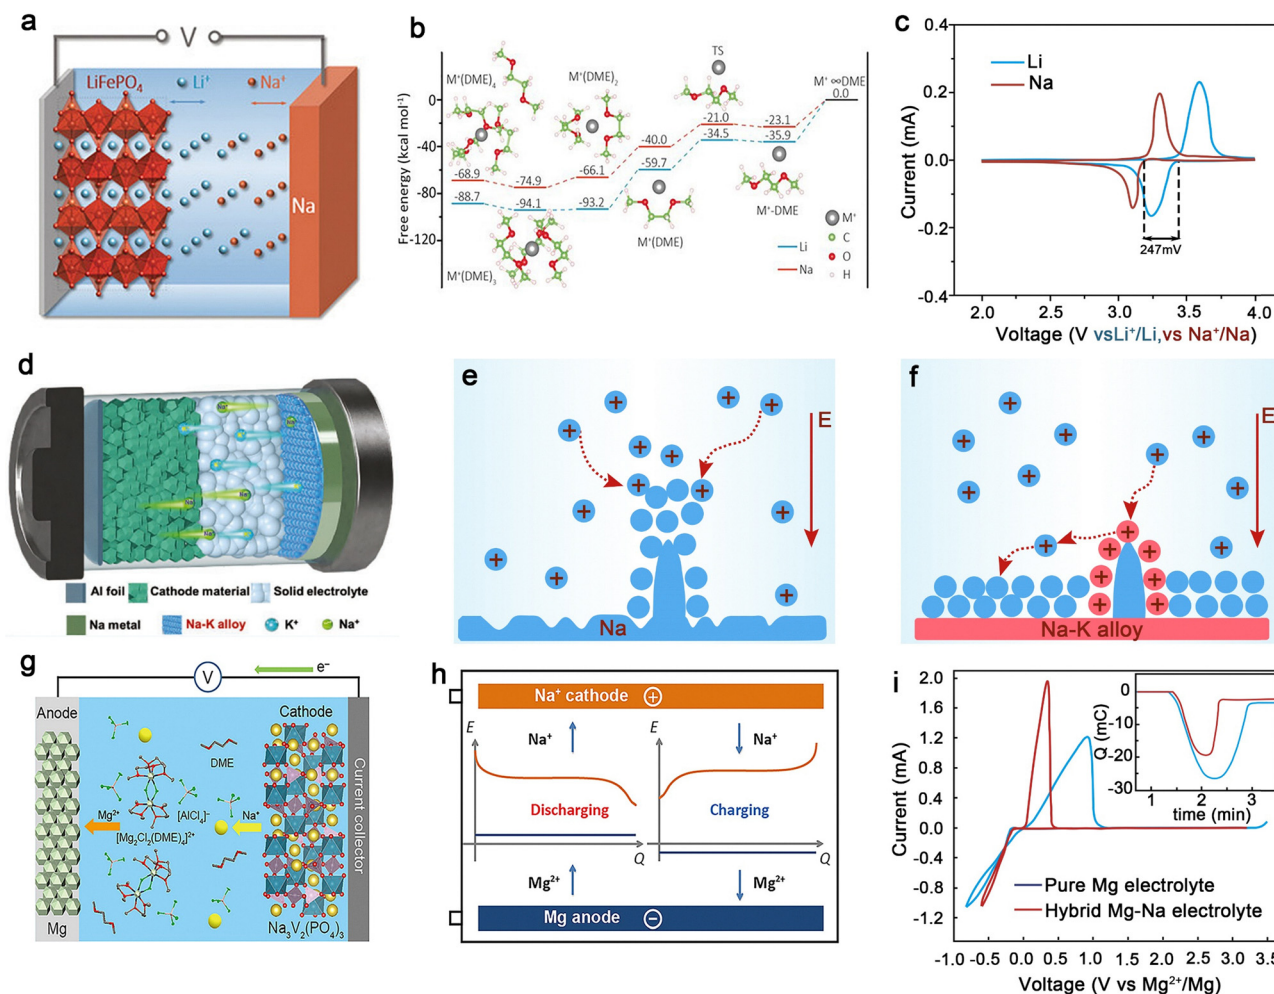 a
V
LiFePO₄
Li⁺
Na⁺
Na
b
Free energy (kcal mol⁻¹)
0
-40
-60
-80
-120
M⁺(DME)₄
M⁺(DME)₂
TS
M⁺ ∞DME
0.0
-68.9
-74.9
-66.1
-40.0
-21.0
-23.1
-88.7
-94.1
-93.2
-59.7
-34.5
-35.9
M⁺(DME)₃
M⁺(DME)
M⁺-DME
M⁺
C
O
H
Li
Na
c
Current (mA)
0.4
0.2
0.0
-0.2
-0.4
Li
Na
247mV
2.0 2.5 3.0 3.5 4.0
Voltage (V vsLi⁺/Li,vs Na⁺/Na)
d
Na⁺
Al foil Cathode material Solid electrolyte
Na metal Na-K alloy K⁺ Na⁺
e
E
Na
f
E
Na-K alloy
g
V
e⁻
Anode
Cathode
DME
Mg²⁺
[AlCl₄]⁻
Na⁺
[Mg₂Cl₂(DME)₄]²⁺
Current collector
Mg
Na₃V₂(PO₄)₃
h
Na⁺ cathode +
E
Na⁺
E
Na⁺
Discharging
Charging
Q
Q
Mg²⁺
Mg²⁺
Mg anode −
i
Current (mA)
2.0
1.6
1.2
0.8
0.4
0.0
-0.4
-0.8
-1.2
Q (mC)
0
-10
-20
-30
1 2 3
time (min)
Pure Mg electrolyte
Hybrid Mg-Na electrolyte
-1.0 -0.5 0.0 0.5 1.0 1.5 2.0 2.5 3.0 3.5
Voltage (V vs Mg²⁺/Mg)